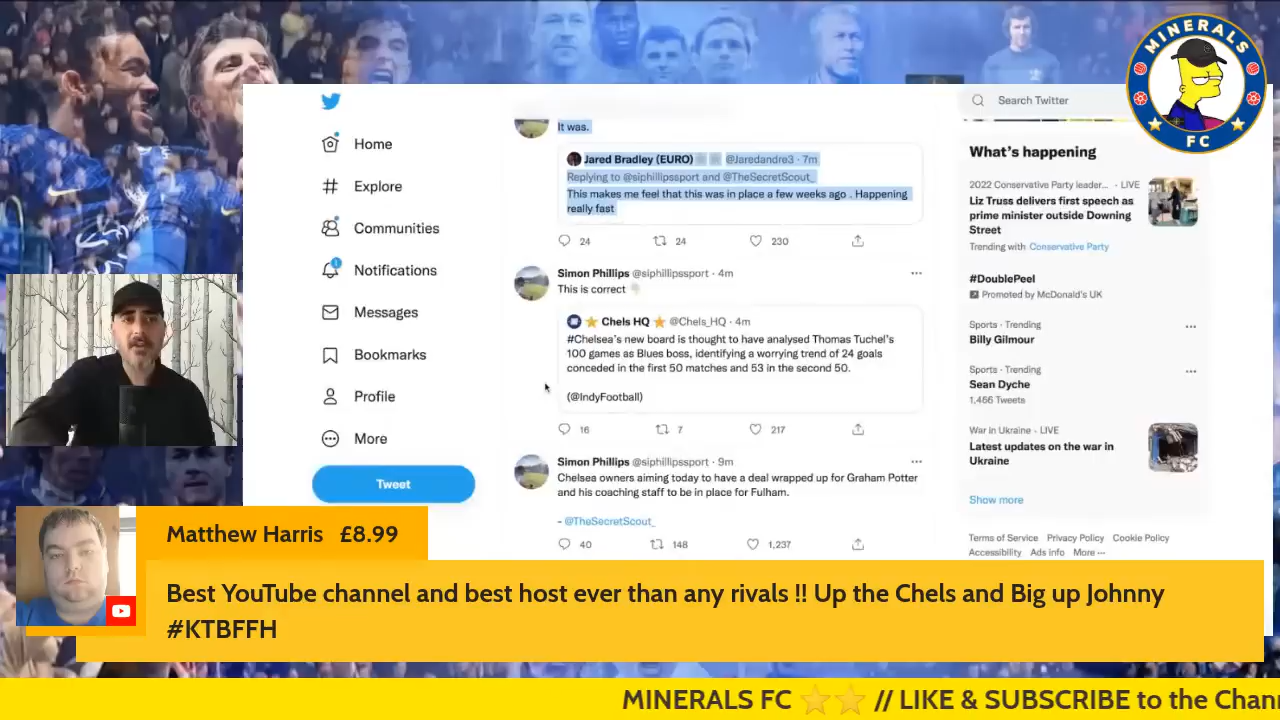 MINERALS
FC
Home
Explore
Communities
1
Notifications
Messages
Bookmarks
Profile
More
Tweet
It was.
Jared Bradley (EURO) @Jaredandre3 · 7m
Replying to @siphillipssport and @TheSecretScout_
This makes me feel that this was in place a few weeks ago . Happening
really fast
24 24 230
Simon Phillips @siphillipssport · 4m
This is correct
Chels HQ @Chels_HQ · 4m
#Chelsea's new board is thought to have analysed Thomas Tuchel's
100 games as Blues boss, identifying a worrying trend of 24 goals
conceded in the first 50 matches and 53 in the second 50.
(@IndyFootball)
16 7 217
Simon Phillips @siphillipssport · 9m
Chelsea owners aiming today to have a deal wrapped up for Graham Potter
and his coaching staff to be in place for Fulham.
- @TheSecretScout_
40 148 1,237
Search Twitter
What's happening
2022 Conservative Party leader... · LIVE
Liz Truss delivers first speech as
prime minister outside Downing
Street
Trending with Conservative Party
#DoublePeel
Promoted by McDonald's UK
Sports · Trending
Billy Gilmour
Sports · Trending
Sean Dyche
1,466 Tweets
War in Ukraine · LIVE
Latest updates on the war in
Ukraine
Show more
Terms of Service Privacy Policy Cookie Policy
Accessibility Ads info More ···
Matthew Harris £8.99
Best YouTube channel and best host ever than any rivals !! Up the Chels and Big up Johnny
#KTBFFH
MINERALS FC ⭐⭐ // LIKE & SUBSCRIBE to the Chan